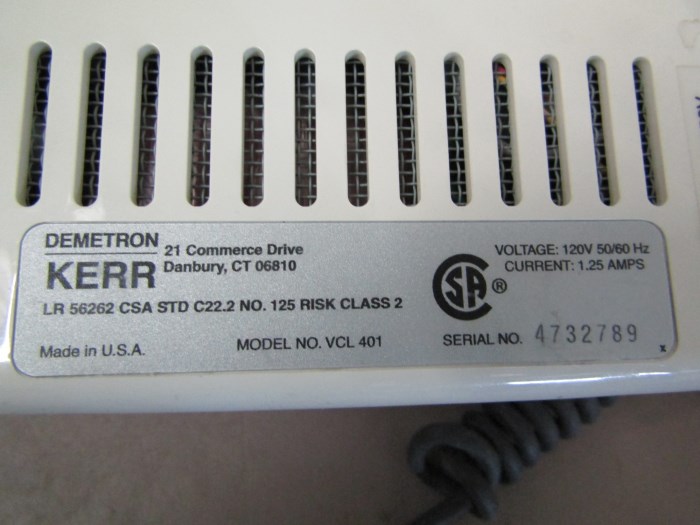 DEMETRON
KERR
21 Commerce Drive
Danbury, CT 06810
LR 56262 CSA STD C22.2 NO. 125 RISK CLASS 2
Made in U.S.A.
MODEL NO. VCL 401
SA ®
VOLTAGE: 120V 50/60 Hz
CURRENT: 1.25 AMPS
SERIAL NO. 4732789
x